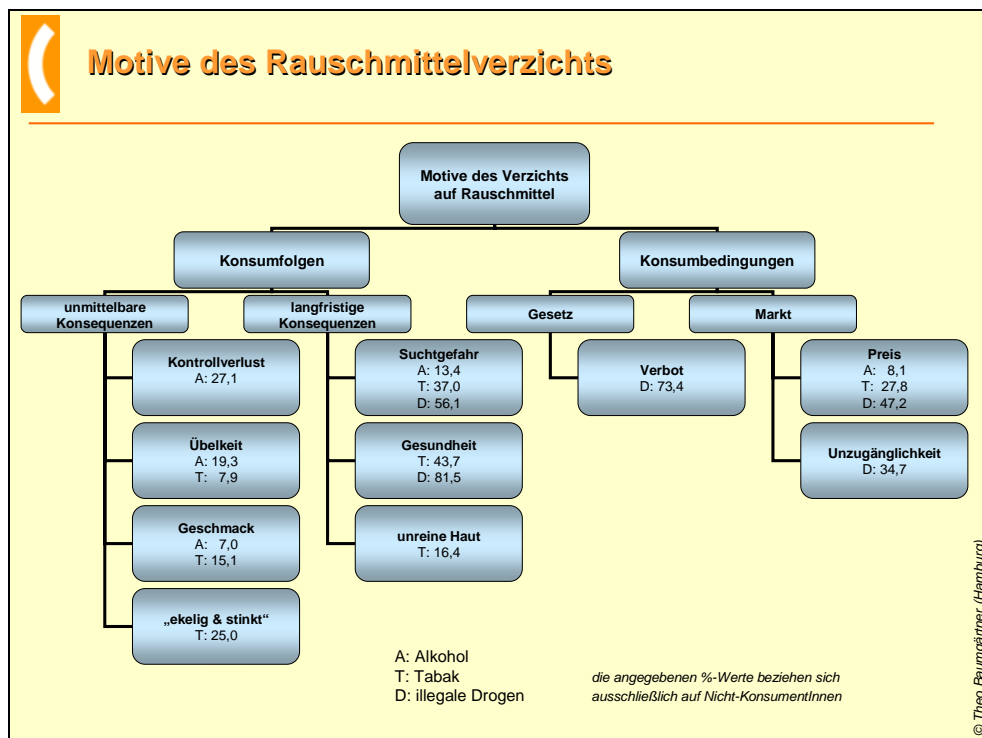 Motive des Rauschmittelverzichts
Motive des Verzichts
auf Rauschmittel
Konsumfolgen
Konsumbedingungen
unmittelbare
Konsequenzen
langfristige
Konsequenzen
Gesetz
Markt
Kontrollverlust
A: 27,1
Übelkeit
A: 19,3
T: 7,9
Geschmack
A: 7,0
T: 15,1
„ekelig & stinkt“
T: 25,0
Suchtgefahr
A: 13,4
T: 37,0
D: 56,1
Gesundheit
T: 43,7
D: 81,5
unreine Haut
T: 16,4
Verbot
D: 73,4
Preis
A: 8,1
T: 27,8
D: 47,2
Unzugänglichkeit
D: 34,7
A: Alkohol
T: Tabak
D: illegale Drogen
die angegebenen %-Werte beziehen sich
ausschließlich auf Nicht-KonsumentInnen
© Theo Baumgärtner (Hamburg)